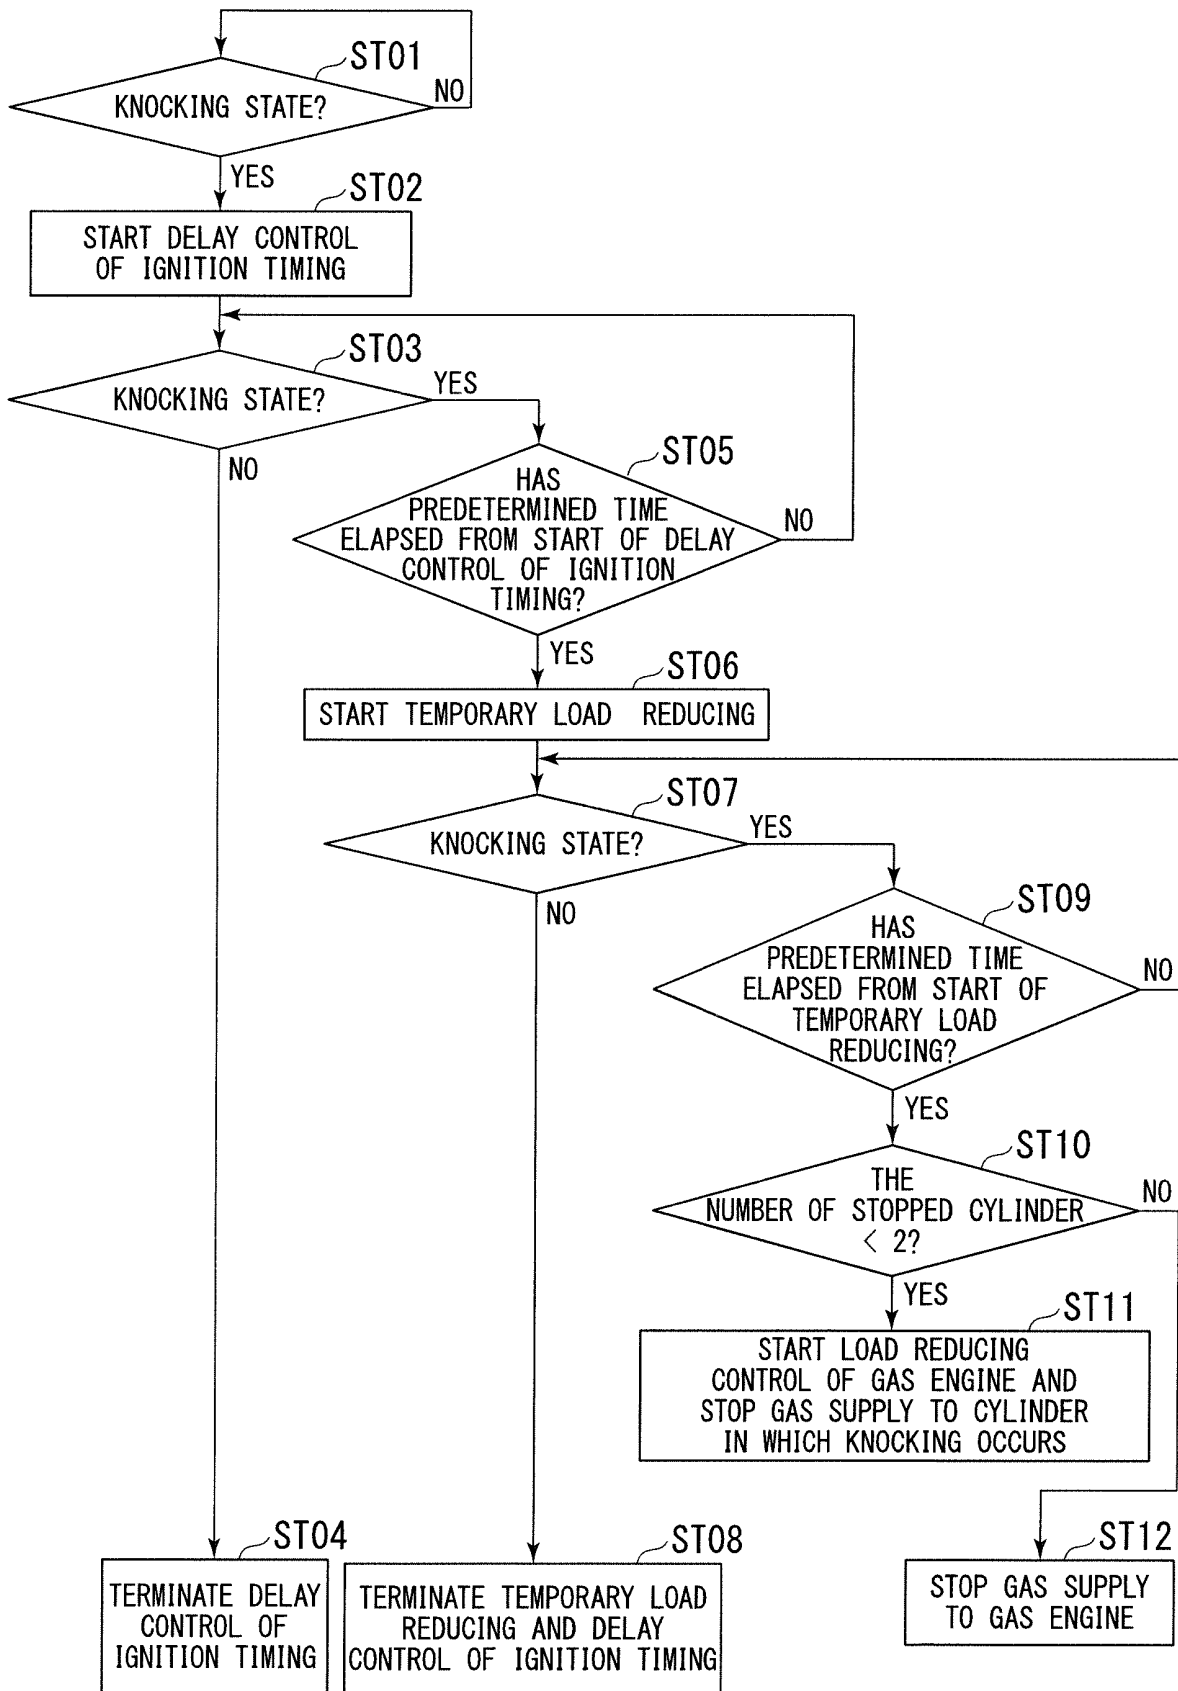 ST01
KNOCKING STATE?
NO
YES
ST02
START DELAY CONTROL
OF IGNITION TIMING
ST03
KNOCKING STATE?
YES
NO
ST05
HAS
PREDETERMINED TIME
ELAPSED FROM START OF DELAY
CONTROL OF IGNITION
TIMING?
NO
YES
ST06
START TEMPORARY LOAD REDUCING
ST07
KNOCKING STATE?
YES
NO
ST09
HAS
PREDETERMINED TIME
ELAPSED FROM START OF
TEMPORARY LOAD
REDUCING?
NO
YES
ST10
THE
NUMBER OF STOPPED CYLINDER
< 2?
NO
YES
ST11
START LOAD REDUCING
CONTROL OF GAS ENGINE AND
STOP GAS SUPPLY TO CYLINDER
IN WHICH KNOCKING OCCURS
ST04
TERMINATE DELAY
CONTROL OF
IGNITION TIMING
ST08
TERMINATE TEMPORARY LOAD
REDUCING AND DELAY
CONTROL OF IGNITION TIMING
ST12
STOP GAS SUPPLY
TO GAS ENGINE